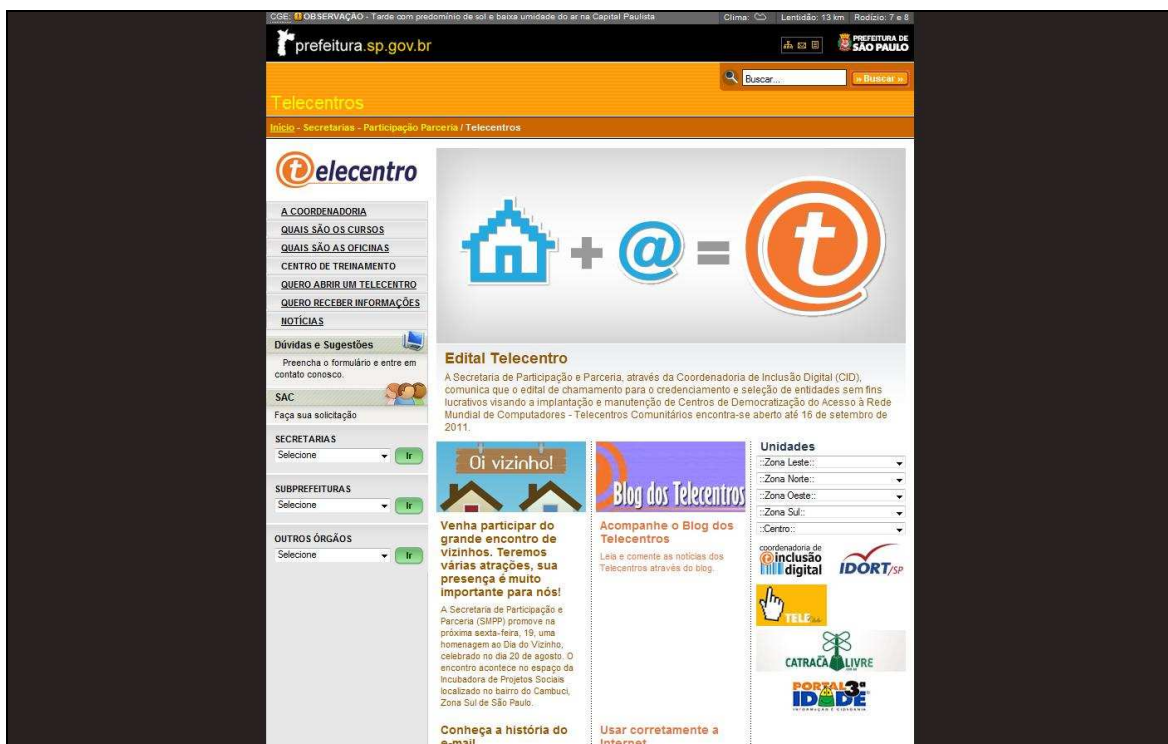 CGE: OBSERVAÇÃO - Tarde com predomínio de sol e baixa umidade do ar na Capital Paulista
Clima: Lentidão: 13 km Rodízio: 7 e 8
prefeitura.sp.gov.br
PREFEITURA DE
SÃO PAULO
Buscar...
» Buscar »
Telecentros
Início - Secretarias - Participação Parceria / Telecentros
telecentro
A COORDENADORIA
QUAIS SÃO OS CURSOS
QUAIS SÃO AS OFICINAS
CENTRO DE TREINAMENTO
QUERO ABRIR UM TELECENTRO
QUERO RECEBER INFORMAÇÕES
NOTÍCIAS
Dúvidas e Sugestões
Preencha o formulário e entre em
contato conosco.
SAC
Faça sua solicitação
SECRETARIAS
Selecione
Ir
SUBPREFEITURAS
Selecione
Ir
OUTROS ÓRGÃOS
Selecione
Ir
+ @ = t
Edital Telecentro
A Secretaria de Participação e Parceria, através da Coordenadoria de Inclusão Digital (CID),
comunica que o edital de chamamento para o credenciamento e seleção de entidades sem fins
lucrativos visando a implantação e manutenção de Centros de Democratização do Acesso à Rede
Mundial de Computadores - Telecentros Comunitários encontra-se aberto até 16 de setembro de
2011.
Oi vizinho!
Venha participar do
grande encontro de
vizinhos. Teremos
várias atrações, sua
presença é muito
importante para nós!
A Secretaria de Participação e
Parceria (SMPP) promove na
próxima sexta-feira, 19, uma
homenagem ao Dia do Vizinho,
celebrado no dia 20 de agosto. O
encontro acontece no espaço da
Incubadora de Projetos Sociais
localizado no bairro do Cambuci,
Zona Sul de São Paulo.
Conheça a história do
e-mail
Blog dos Telecentros
Acompanhe o Blog dos
Telecentros
Leia e comente as notícias dos
Telecentros através do blog.
Usar corretamente a
Internet
Unidades
::Zona Leste::
::Zona Norte::
::Zona Oeste::
::Zona Sul::
::Centro::
coordenadoria de
inclusão
digital
IDORT/SP
TELE
CATRACA LIVRE
PORTAL 3ª
IDADE
INFORMAÇÃO E CIDADANIA